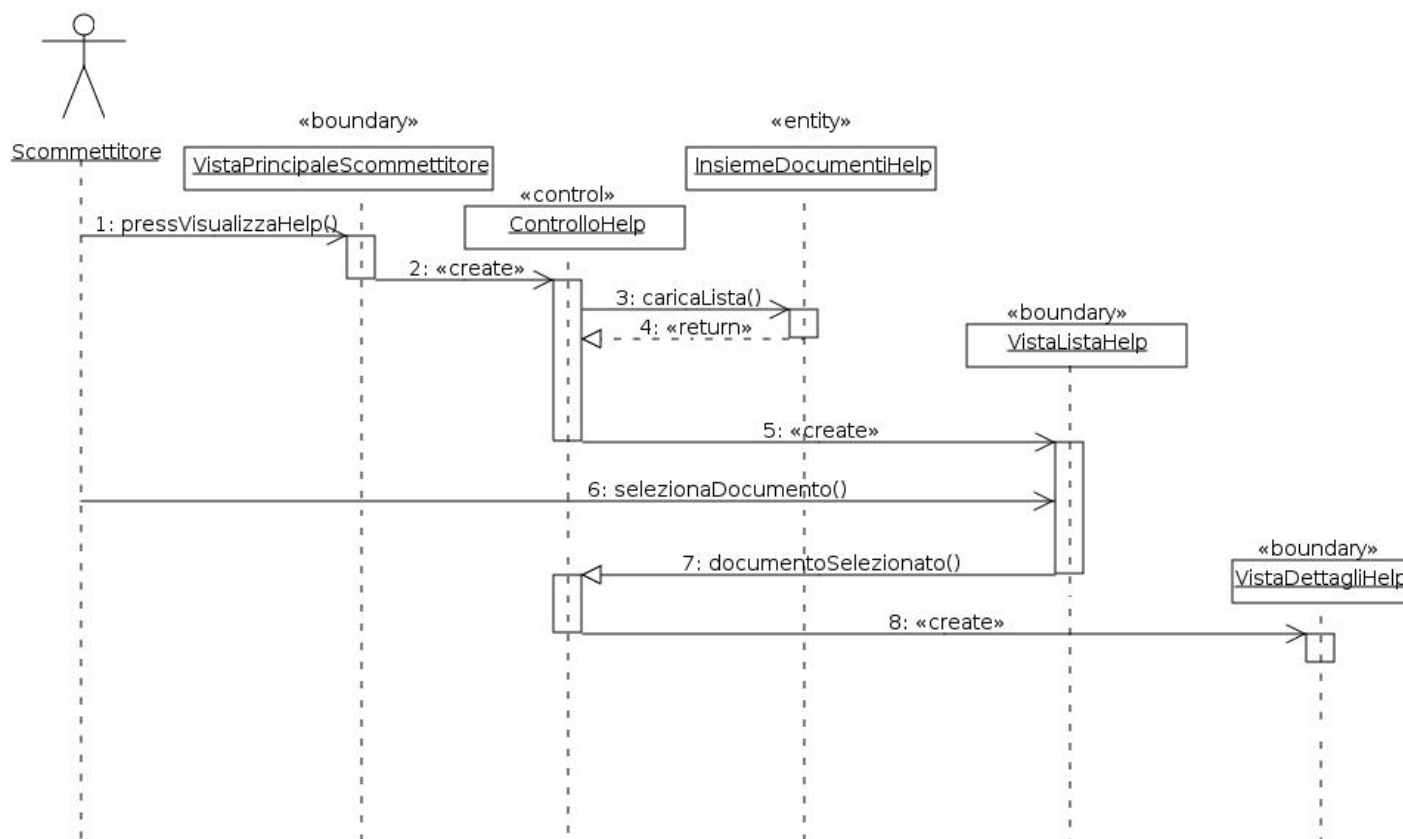 «boundary»
«entity»
Scommettitore
VistaPrincipaleScommettitore
InsiemeDocumentiHelp
«control»
ControlloHelp
1: pressVisualizzaHelp()
2: «create»
3: caricaLista()
4: «return»
«boundary»
VistaListaHelp
5: «create»
6: selezionaDocumento()
7: documentoSelezionato()
«boundary»
VistaDettagliHelp
8: «create»